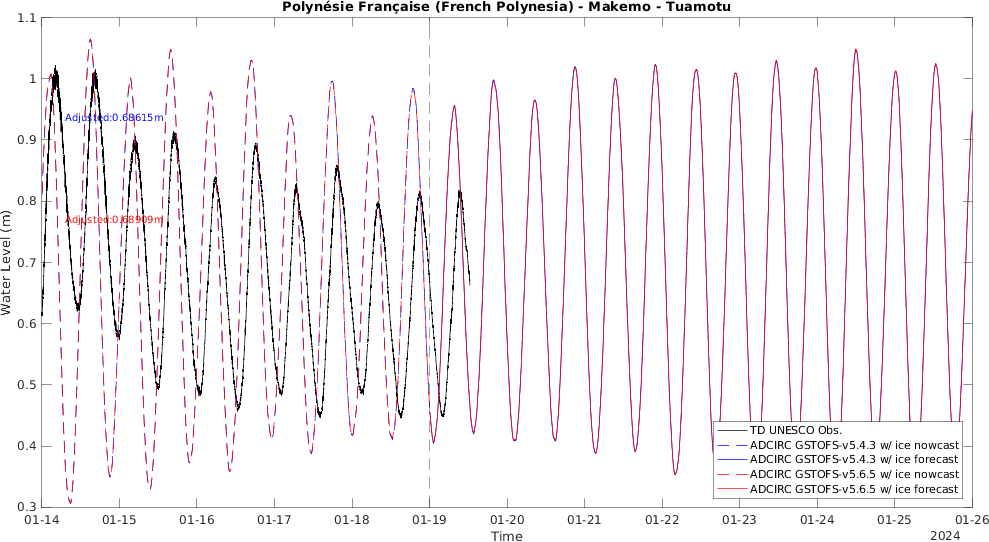 Polynésie Française (French Polynesia) - Makemo - Tuamotu
1.1
1
0.9
0.8
0.7
0.6
0.5
0.4
0.3
Water Level (m)
Adjusted:0.68615m
Adjusted:0.68909m
TD UNESCO Obs.
ADCIRC GSTOFS-v5.4.3 w/ ice nowcast
ADCIRC GSTOFS-v5.4.3 w/ ice forecast
ADCIRC GSTOFS-v5.6.5 w/ ice nowcast
ADCIRC GSTOFS-v5.6.5 w/ ice forecast
01-14 01-15 01-16 01-17 01-18 01-19 01-20 01-21 01-22 01-23 01-24 01-25 01-26
Time
2024